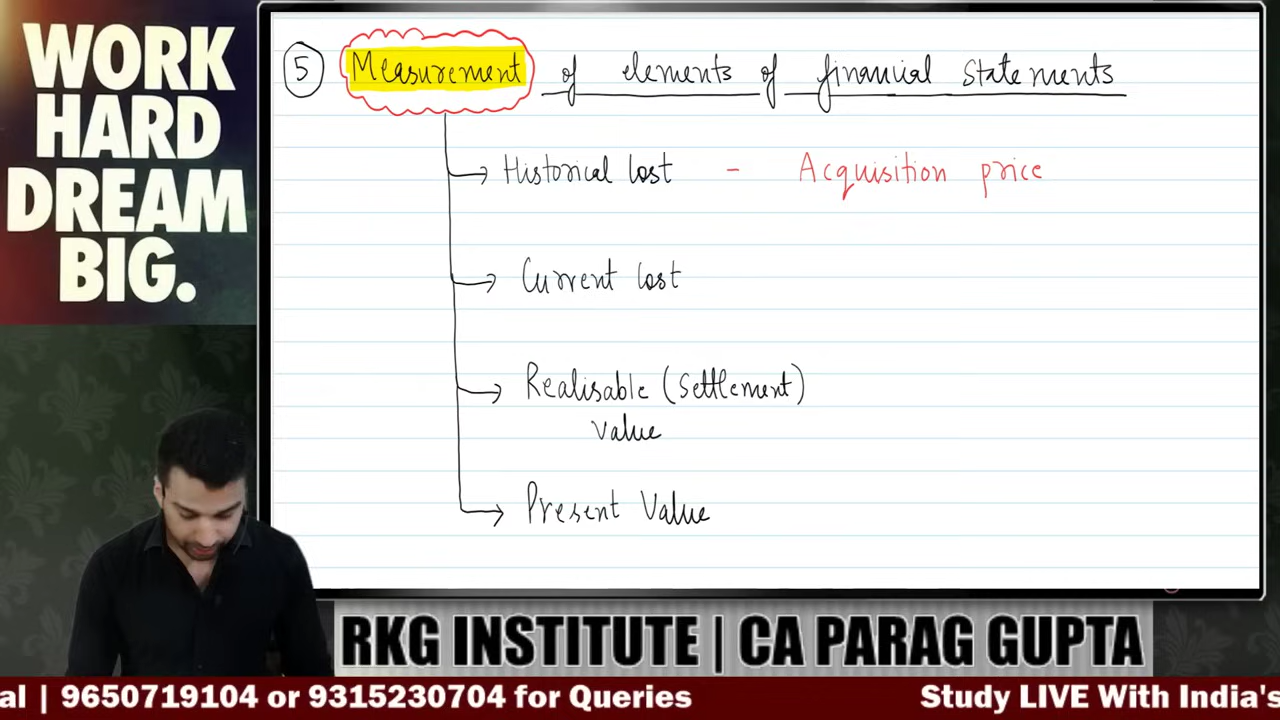 WORK
HARD
DREAM
BIG.
5 Measurement of elements of financial statements
Historical Cost - Acquisition price
Current Cost
Realisable (Settlement)
Value
Present Value
RKG INSTITUTE | CA PARAG GUPTA
al | 9650719104 or 9315230704 for Queries Study LIVE With India's